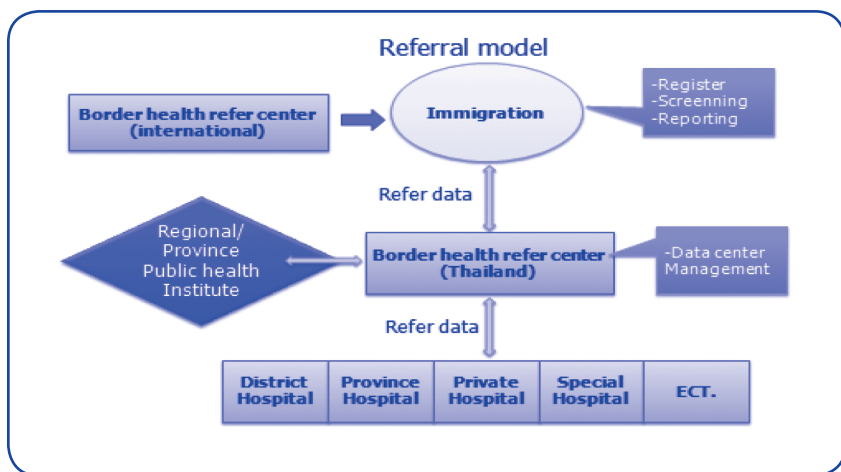 Referral model
Border health refer center
(international)
Immigration
-Register
-Screenning
-Reporting
Refer data
Regional/
Province
Public health
Institute
Border health refer center
(Thailand)
-Data center
Management
Refer data
District
Hospital
Province
Hospital
Private
Hospital
Special
Hospital
ECT.